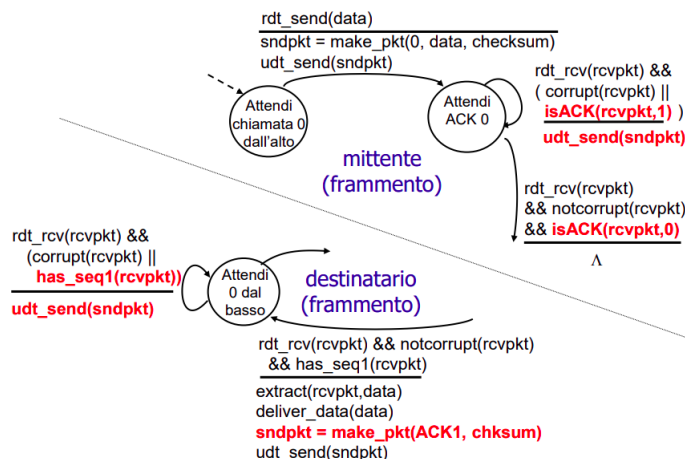 rdt_send(data)
sndpkt = make_pkt(0, data, checksum)
udt_send(sndpkt)
Attendi
chiamata 0
dall'alto
Attendi
ACK 0
rdt_rcv(rcvpkt) &&
( corrupt(rcvpkt) ||
isACK(rcvpkt,1) )
udt_send(sndpkt)
mittente
(frammento)
rdt_rcv(rcvpkt)
&& notcorrupt(rcvpkt)
&& isACK(rcvpkt,0)
Λ
rdt_rcv(rcvpkt) &&
(corrupt(rcvpkt) ||
has_seq1(rcvpkt))
udt_send(sndpkt)
Attendi
0 dal
basso
destinatario
(frammento)
rdt_rcv(rcvpkt) && notcorrupt(rcvpkt)
&& has_seq1(rcvpkt)
extract(rcvpkt,data)
deliver_data(data)
sndpkt = make_pkt(ACK1, chksum)
udt_send(sndpkt)